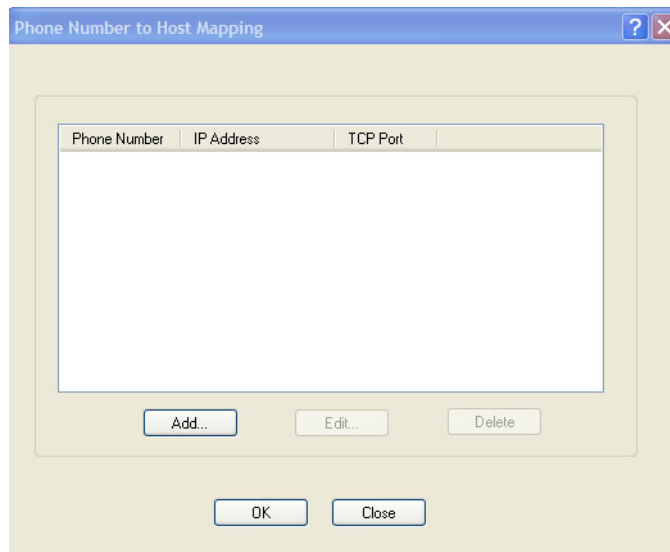 Phone Number to Host Mapping
Phone Number IP Address TCP Port
Add... Edit... Delete
OK Close